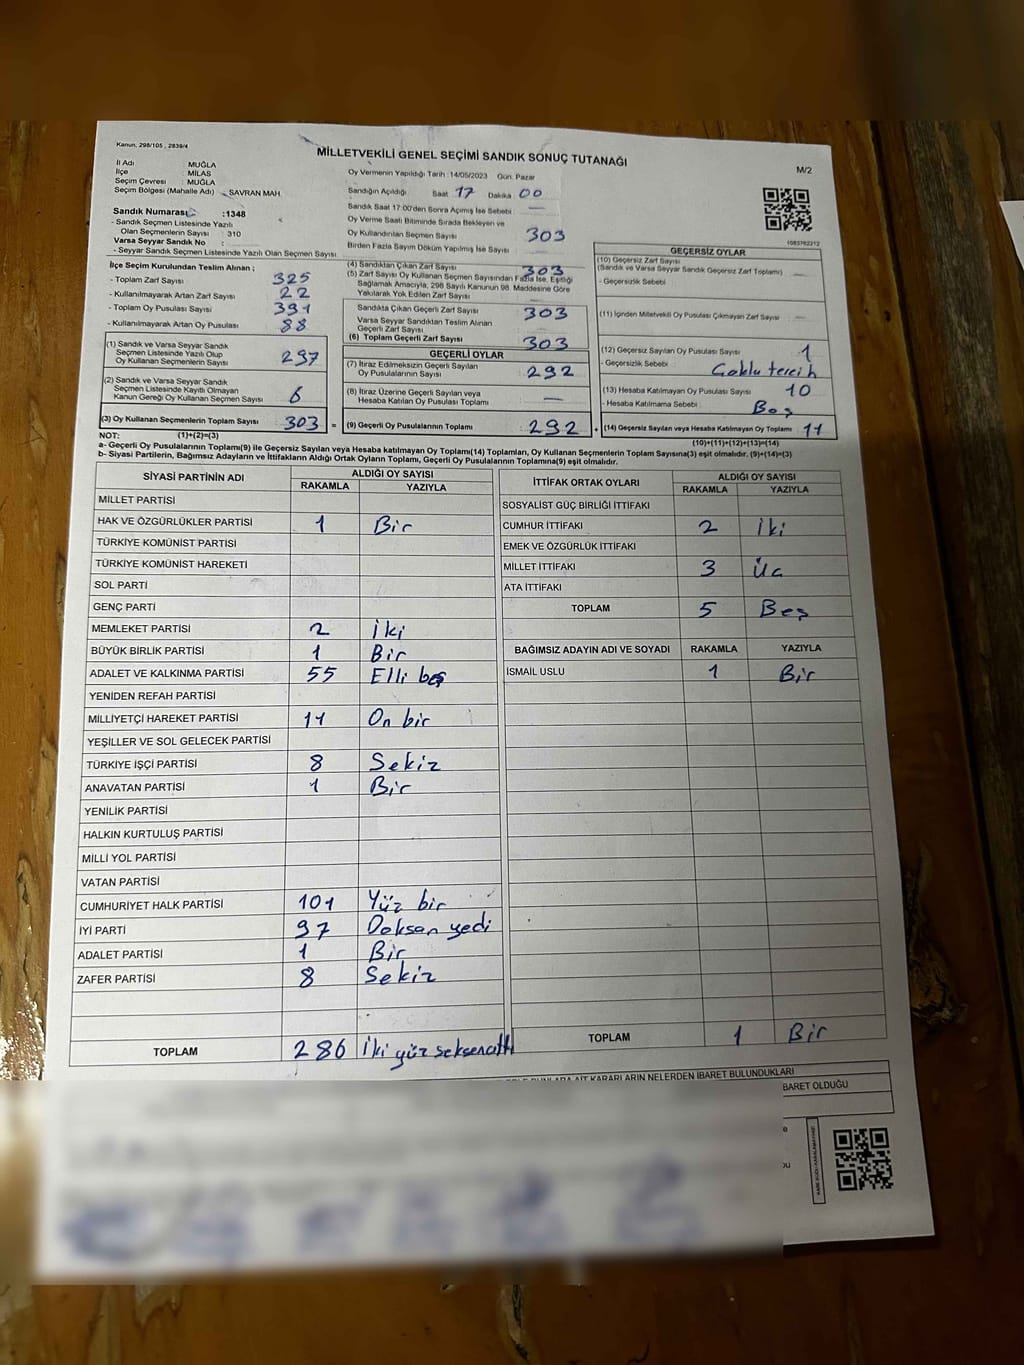 Kanun, 298/105 , 2839/4
MİLLETVEKİLİ GENEL SEÇİMİ SANDIK SONUÇ TUTANAĞI
M/2
İl Adı MUĞLA
İlçe : MİLAS
Seçim Çevresi : MUĞLA
Seçim Bölgesi (Mahalle Adı) SAVRAN MAH.
Sandık Numarası :1348
- Sandık Seçmen Listesinde Yazılı
Olan Seçmenlerin Sayısı 310
Varsa Seyyar Sandık No :
- Seyyar Sandık Seçmen Listesinde Yazılı Olan Seçmen Sayısı
Oy Vermenin Yapıldığı Tarih :14/05/2023 Gün: Pazar
Sandığın Açıldığı Saat 17 Dakika 00
Sandık Saat 17:00'den Sonra Açılmış İse Sebebi —
Oy Verme Saati Bitiminde Sırada Bekleyen ve
Oy Kullandırılan Seçmen Sayısı 303
Birden Fazla Sayım Döküm Yapılmış İse Sayısı —
İlçe Seçim Kurulundan Teslim Alınan ;
- Toplam Zarf Sayısı 325
- Kullanılmayarak Artan Zarf Sayısı 22
- Toplam Oy Pusulası Sayısı 391
- Kullanılmayarak Artan Oy Pusulası 88
(1) Sandık ve Varsa Seyyar Sandık
Seçmen Listesinde Yazılı Olup
Oy Kullanan Seçmenlerin Sayısı 297
(2) Sandık ve Varsa Seyyar Sandık
Seçmen Listesinde Kayıtlı Olmayan
Kanun Gereği Oy Kullanan Seçmen Sayısı 6
(3) Oy Kullanan Seçmenlerin Toplam Sayısı 303 =
(4) Sandıktan Çıkan Zarf Sayısı 303
(5) Zarf Sayısı Oy Kullanan Seçmen Sayısından Fazla İse, Eşitliği
Sağlamak Amacıyla, 298 Sayılı Kanunun 98. Maddesine Göre
Yakılarak Yok Edilen Zarf Sayısı —
Sandıkta Çıkan Geçerli Zarf Sayısı 303
Varsa Seyyar Sandıktan Teslim Alınan
Geçerli Zarf Sayısı —
(6) Toplam Geçerli Zarf Sayısı 303
GEÇERLİ OYLAR
(7) İtiraz Edilmeksizin Geçerli Sayılan
Oy Pusulalarının Sayısı 292
(8) İtiraz Üzerine Geçerli Sayılan veya
Hesaba Katılan Oy Pusulası Toplamı —
(9) Geçerli Oy Pusulalarının Toplamı 292 +
1083762212
GEÇERSİZ OYLAR
(10) Geçersiz Zarf Sayısı
(Sandık ve Varsa Seyyar Sandık Geçersiz Zarf Toplamı) —
- Geçersizlik Sebebi
(11) İçinden Milletvekili Oy Pusulası Çıkmayan Zarf Sayısı —
(12) Geçersiz Sayılan Oy Pusulası Sayısı 1
- Geçersizlik Sebebi Çoklu tercih
(13) Hesaba Katılmayan Oy Pusulası Sayısı 10
- Hesaba Katılmama Sebebi Boş
(14) Geçersiz Sayılan veya Hesaba Katılmayan Oy Toplamı 11
NOT: (1)+(2)=(3)
(10)+(11)+(12)+(13)=(14)
a- Geçerli Oy Pusulalarının Toplamı(9) ile Geçersiz Sayılan veya Hesaba katılmayan Oy Toplamı(14) Toplamları, Oy Kullanan Seçmenlerin Toplam Sayısına(3) eşit olmalıdır. (9)+(14)=(3)
b- Siyasi Partilerin, Bağımsız Adayların ve İttifakların Aldığı Ortak Oyların Toplamı, Geçerli Oy Pusulalarının Toplamına(9) eşit olmalıdır.
SİYASİ PARTİNİN ADI ALDIĞI OY SAYISI
RAKAMLA YAZIYLA
MİLLET PARTİSİ
HAK VE ÖZGÜRLÜKLER PARTİSİ 1 Bir
TÜRKİYE KOMÜNİST PARTİSİ
TÜRKİYE KOMÜNİST HAREKETİ
SOL PARTİ
GENÇ PARTİ
MEMLEKET PARTİSİ 2 İki
BÜYÜK BİRLİK PARTİSİ 1 Bir
ADALET VE KALKINMA PARTİSİ 55 Elli beş
YENİDEN REFAH PARTİSİ
MİLLİYETÇİ HAREKET PARTİSİ 11 On bir
YEŞİLLER VE SOL GELECEK PARTİSİ
TÜRKİYE İŞÇİ PARTİSİ 8 Sekiz
ANAVATAN PARTİSİ 1 Bir
YENİLİK PARTİSİ
HALKIN KURTULUŞ PARTİSİ
MİLLİ YOL PARTİSİ
VATAN PARTİSİ
CUMHURİYET HALK PARTİSİ 101 Yüz bir
İYİ PARTİ 97 Doksan yedi
ADALET PARTİSİ 1 Bir
ZAFER PARTİSİ 8 Sekiz
TOPLAM 286 İki yüz seksenaltı
İTTİFAK ORTAK OYLARI ALDIĞI OY SAYISI
RAKAMLA YAZIYLA
SOSYALİST GÜÇ BİRLİĞİ İTTİFAKI
CUMHUR İTTİFAKI 2 İki
EMEK VE ÖZGÜRLÜK İTTİFAKI
MİLLET İTTİFAKI 3 Üç
ATA İTTİFAKI
TOPLAM 5 Beş
BAĞIMSIZ ADAYIN ADI VE SOYADI RAKAMLA YAZIYLA
İSMAİL USLU 1 Bir
TOPLAM 1 Bir
BUNLARA AİT KARARLARIN NELERDEN İBARET BULUNDUKLARI
BARET OLDUĞU